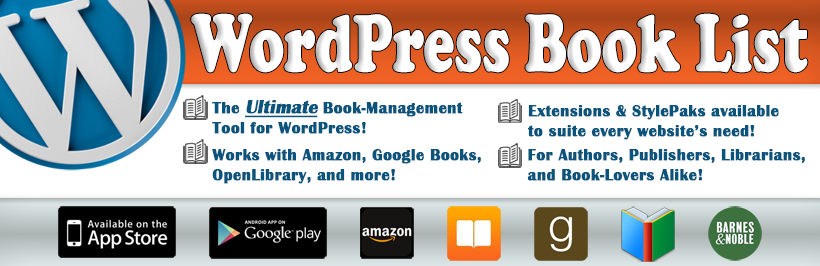 W
WordPress Book List
The Ultimate Book-Management
Tool for WordPress!
Works with Amazon, Google Books,
OpenLibrary, and more!
Extensions & StylePaks available
to suite every website's need!
For Authors, Publishers, Librarians,
and Book-Lovers Alike!
Available on the
App Store
ANDROID APP ON
Google play
amazon
g
BARNES
&NOBLE